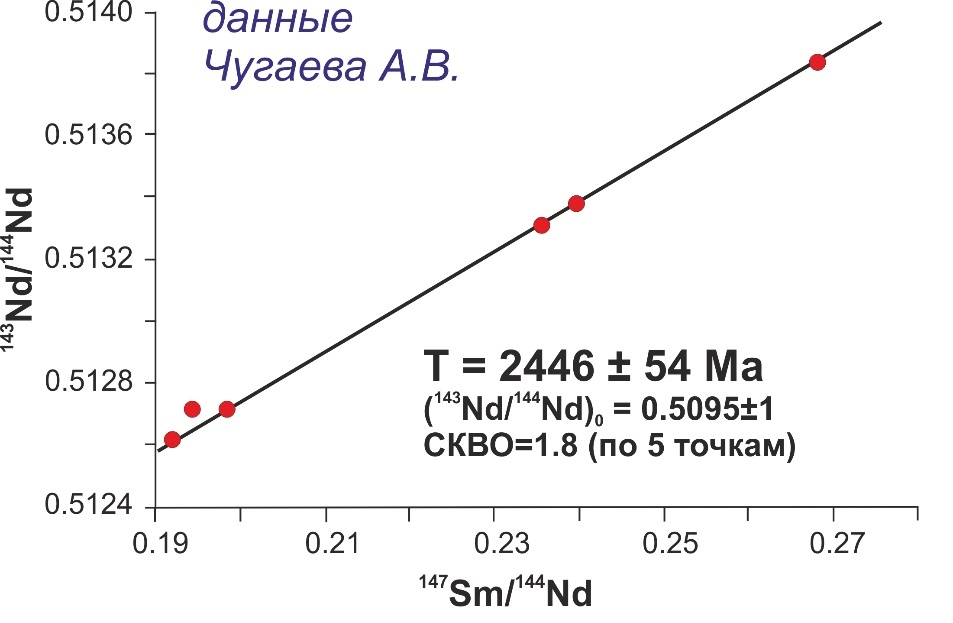 данные
Чугаева А.В.
0.5140
0.5136
0.5132
0.5128
0.5124
¹⁴³Nd/¹⁴⁴Nd
T = 2446 ± 54 Ma
(¹⁴³Nd/¹⁴⁴Nd)₀ = 0.5095±1
СКВО=1.8 (по 5 точкам)
0.19 0.21 0.23 0.25 0.27
¹⁴⁷Sm/¹⁴⁴Nd